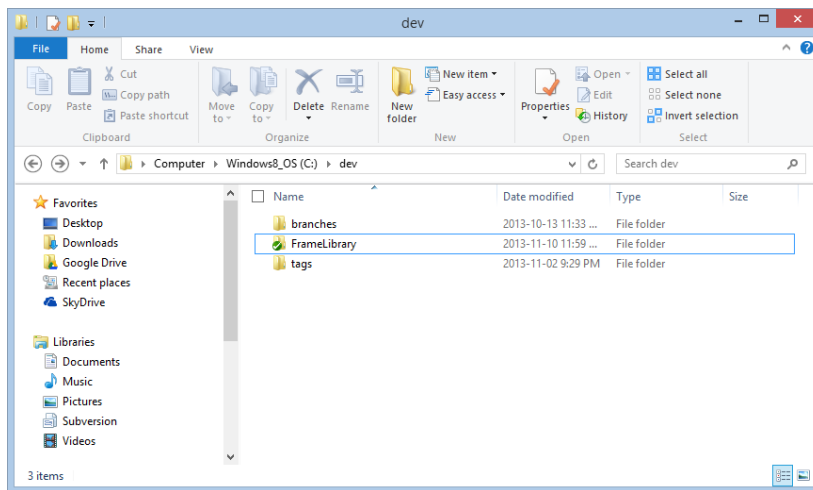 dev
File Home Share View
Copy Paste Cut Copy path Paste shortcut
Move to Copy to Delete Rename
New folder New item Easy access
Properties Open Edit History
Select all Select none Invert selection
Clipboard Organize New Open Select
Computer Windows8_OS (C:) dev Search dev
Favorites
Desktop
Downloads
Google Drive
Recent places
SkyDrive
Libraries
Documents
Music
Pictures
Subversion
Videos
Name Date modified Type Size
branches 2013-10-13 11:33 ... File folder
FrameLibrary 2013-11-10 11:59 ... File folder
tags 2013-11-02 9:29 PM File folder
3 items